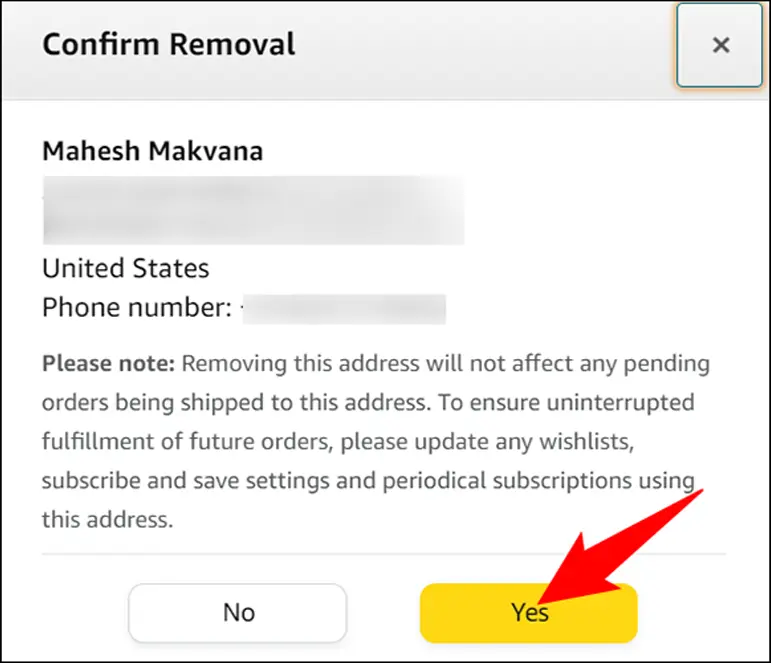 Confirm Removal
Mahesh Makvana
United States
Phone number:
Please note: Removing this address will not affect any pending
orders being shipped to this address. To ensure uninterrupted
fulfillment of future orders, please update any wishlists,
subscribe and save settings and periodical subscriptions using
this address.
No
Yes